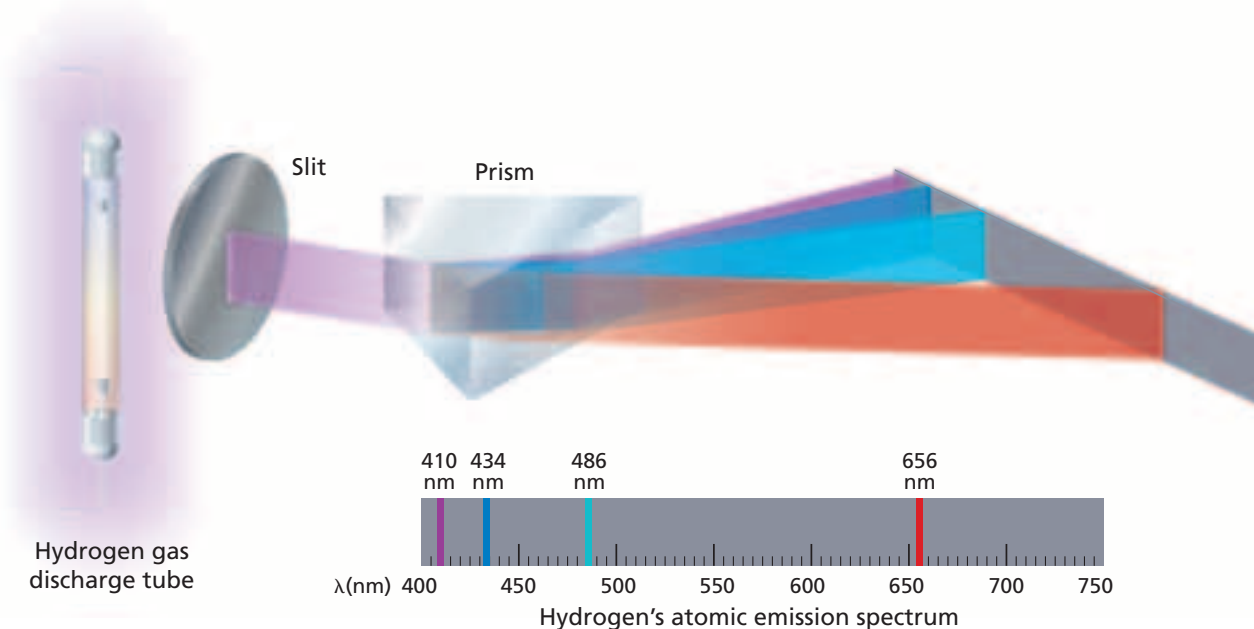 Slit
Prism
Hydrogen gas
discharge tube
410
nm
434
nm
486
nm
656
nm
λ(nm) 400 450 500 550 600 650 700 750
Hydrogen's atomic emission spectrum